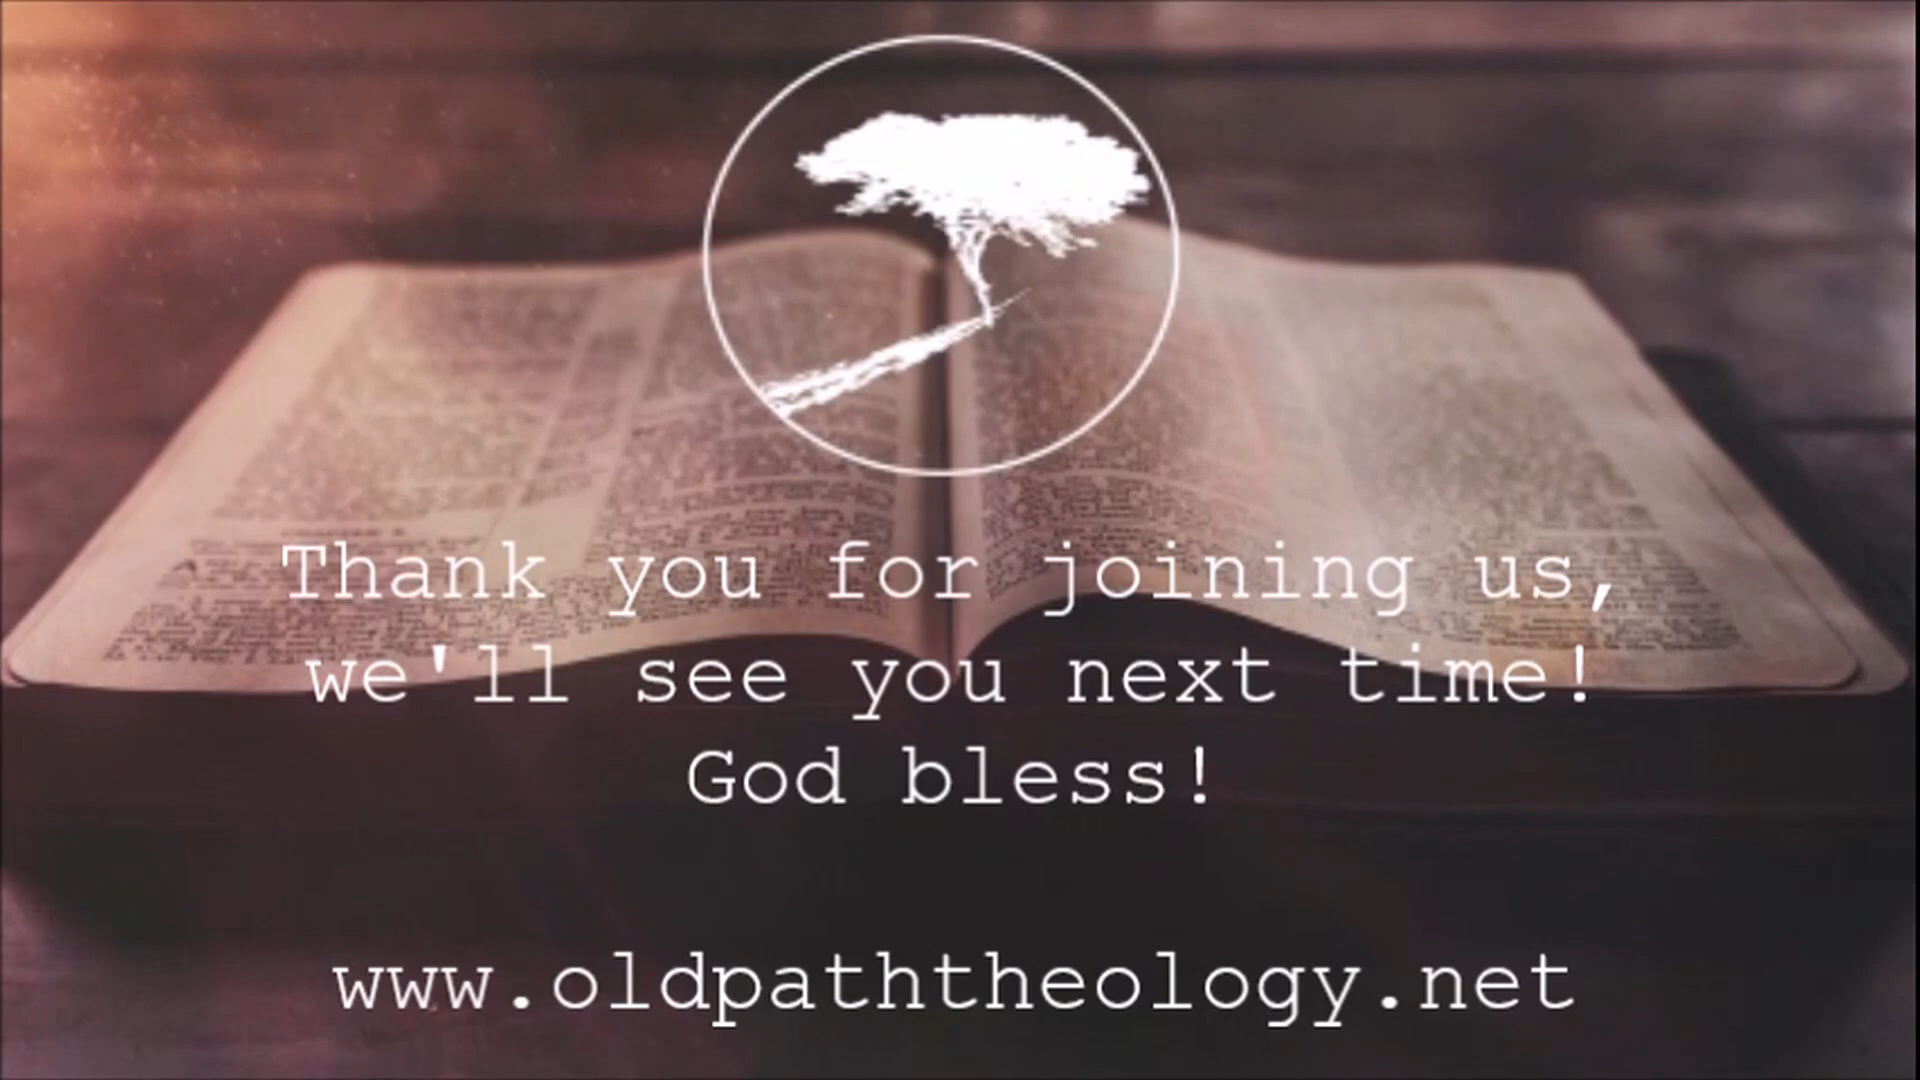 Thank you for joining us,
we'll see you next time!
God bless!
www.oldpaththeology.net